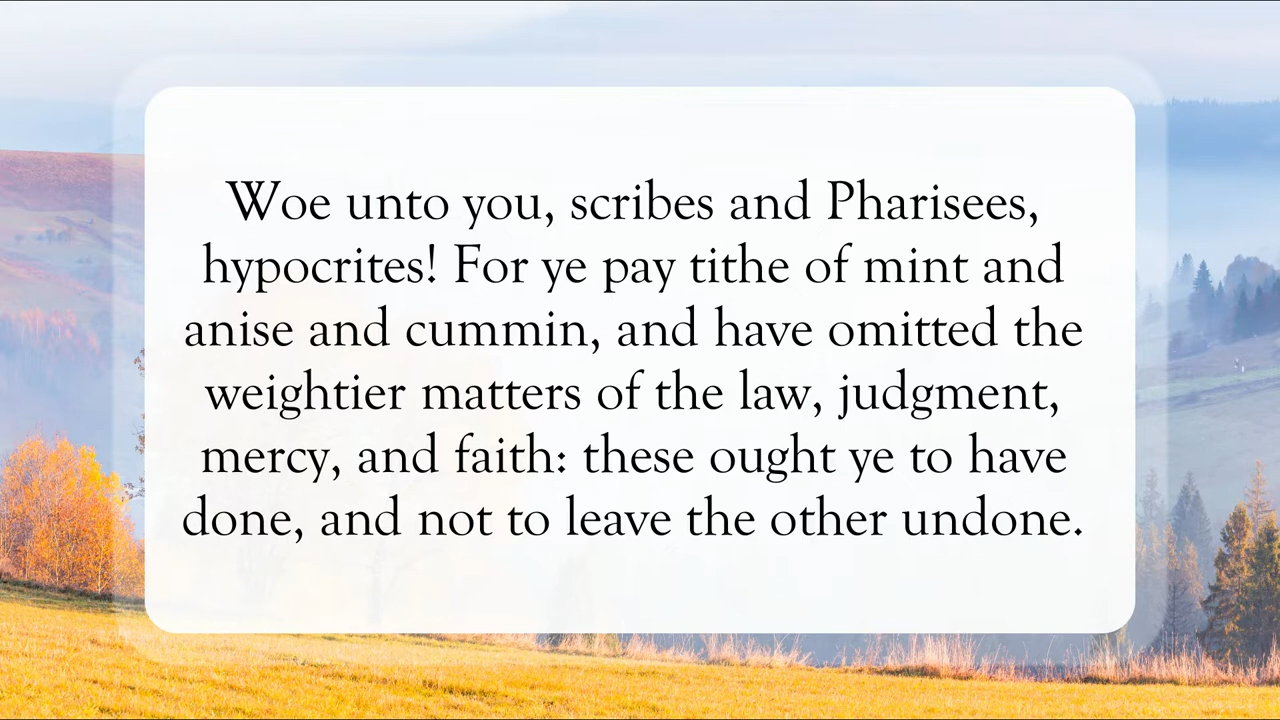 Woe unto you, scribes and Pharisees,
hypocrites! For ye pay tithe of mint and
anise and cummin, and have omitted the
weightier matters of the law, judgment,
mercy, and faith: these ought ye to have
done, and not to leave the other undone.